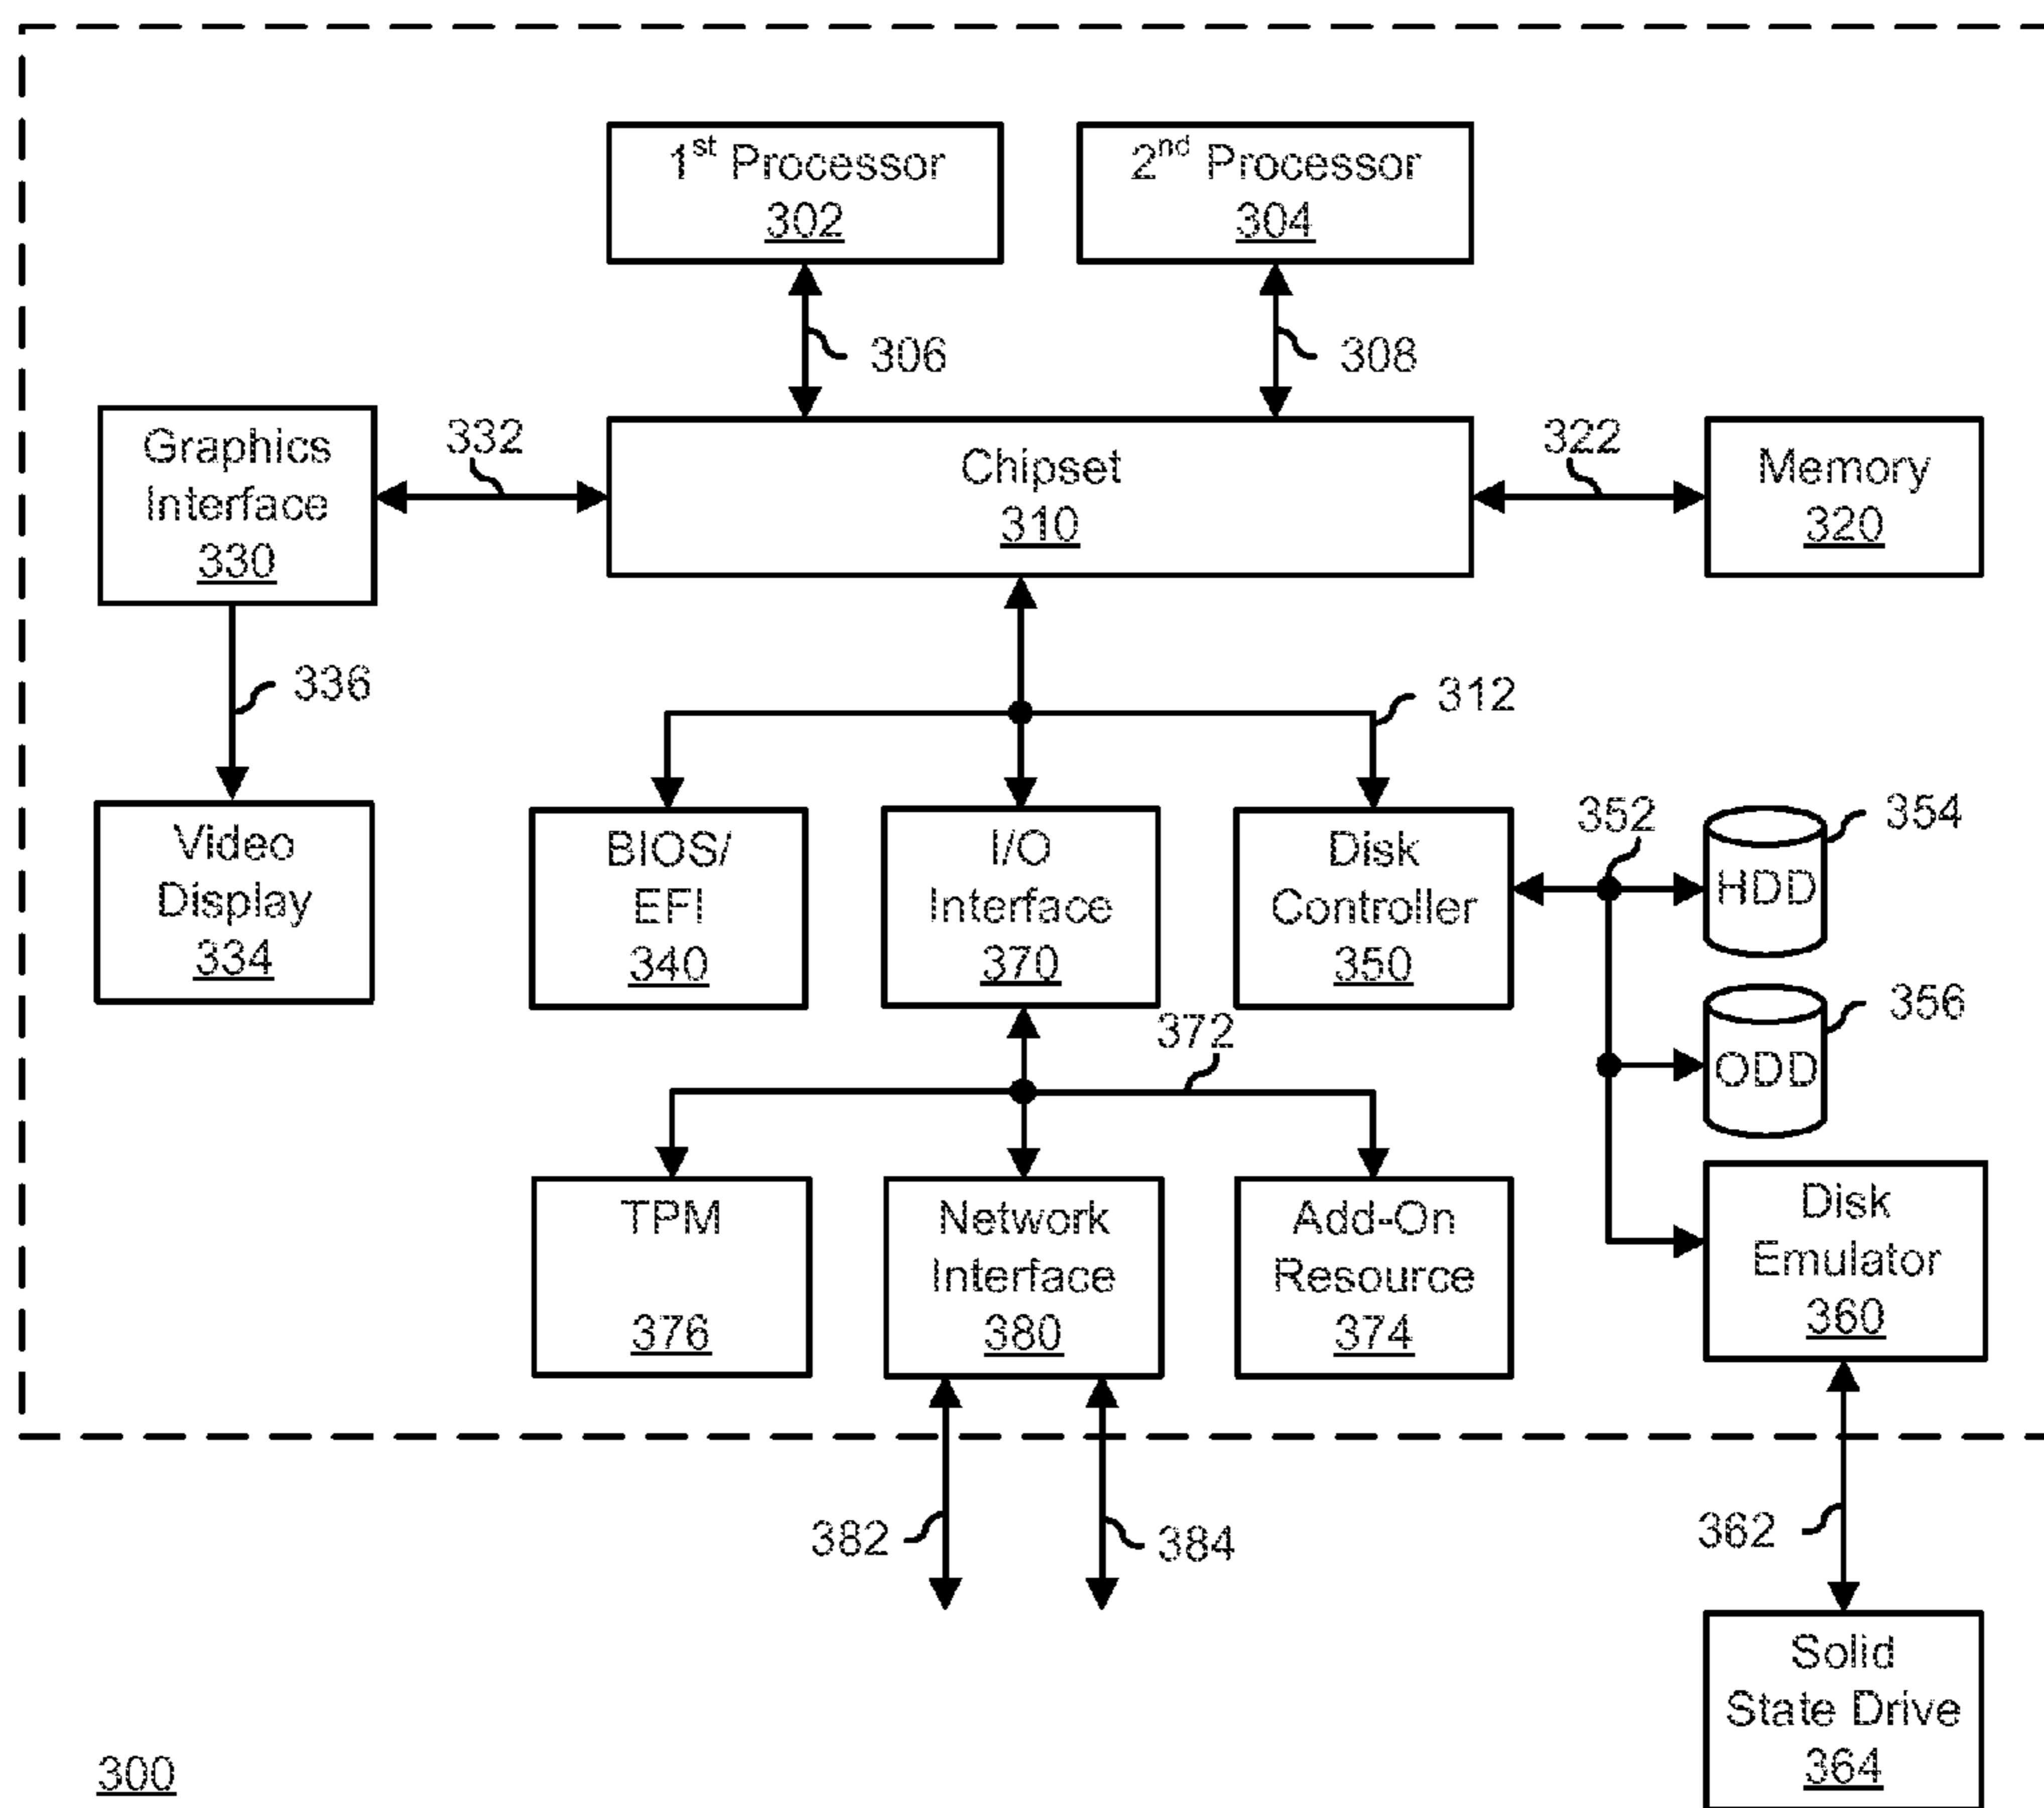 1st Processor
302
2nd Processor
304
306
308
Graphics
Interface
330
332
Chipset
310
322
Memory
320
336
312
Video
Display
334
BIOS/
EFI
340
I/O
Interface
370
Disk
Controller
350
352
354
HDD
356
ODD
372
TPM
376
Network
Interface
380
Add-On
Resource
374
Disk
Emulator
360
382
384
362
Solid
State Drive
364
300